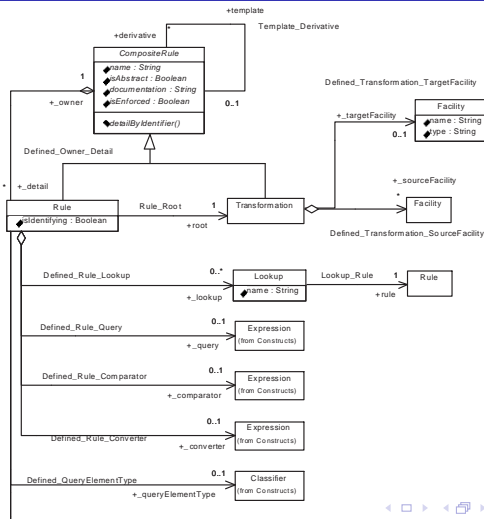 +template
+derivative
*
Template_Derivative
CompositeRule
name : String
isAbstract : Boolean
documentation : String
isEnforced : Boolean
detailByIdentifier()
1
+_owner
0..1
Defined_Owner_Detail
*
+_detail
Rule
isIdentifying : Boolean
Rule_Root
1
+root
Transformation
Defined_Transformation_TargetFacility
+_targetFacility
0..1
Facility
name : String
type : String
+_sourceFacility
*
Facility
Defined_Transformation_SourceFacility
Defined_Rule_Lookup
0..*
+_lookup
Lookup
name : String
Lookup_Rule
1
+rule
Rule
Defined_Rule_Query
0..1
+_query
Expression
(from Constructs)
Defined_Rule_Comparator
0..1
+_comparator
Expression
(from Constructs)
Defined_Rule_Converter
0..1
+_converter
Expression
(from Constructs)
Defined_QueryElementType
0..1
+_queryElementType
Classifier
(from Constructs)